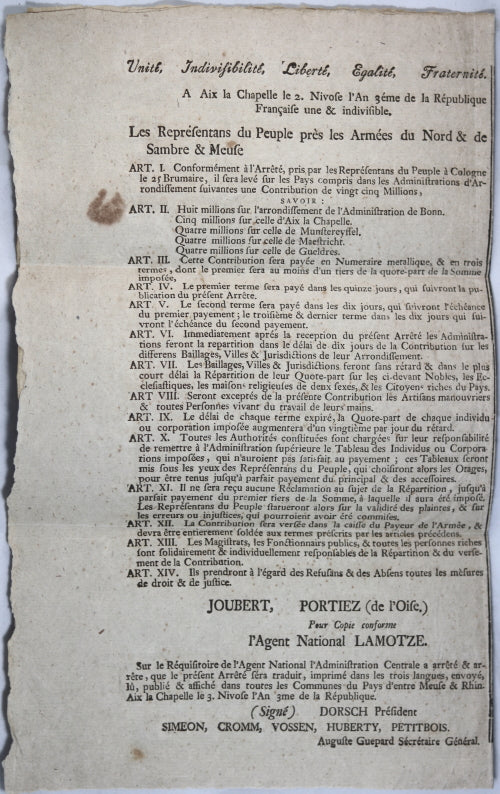 Unité, Indivisibilité, Liberté, Egalité, Fraternité.
A Aix la Chapelle le 2. Nivose l'An 3éme de la République
Française une & indivisible.
Les Représentans du Peuple près les Armées du Nord & de
Sambre & Meuse
ART. I. Conformément à l'Arrêté, pris par les Représentans du Peuple à Cologne
le 25 Brumaire, il sera levé sur les Pays compris dans les Administrations d'Ar-
rondissement suivantes une Contribution de vingt cinq Millions,
SAVOIR:
ART. II. Huit millions sur l'arrondissement de l'Administration de Bonn.
Cinq millions sur celle d'Aix la Chapelle.
Quatre millions sur celle de Munstereyffel.
Quatre millions sur celle de Maestricht.
Quatre millions sur celle de Gueldres.
ART. III. Cette Contribution sera payée en Numeraire metallique, & en trois
termes, dont le premier sera au moins d'un tiers de la quote-part de la Somme
imposée.
ART. IV. Le premier terme sera payé dans les quinze jours, qui suivront la pu-
blication du présent Arrête.
ART. V. Le second terme sera payé dans les dix jours, qui suivront l'échéance
du premier payement; le troisième & dernier terme dans les dix jours qui sui-
vront l'échéance du second payement.
ART. VI. Immediatement aprés la reception du présent Arrêté les Administra-
tions feront la repartition dans le délai de dix jours de la Contribution sur les
differens Baillages, Villes & Jurisdictions de leur Arrondissement.
ART. VII. Les Baillages, Villes & Jurisdictions feront sans rétard & dans le plus
court délai la Répartition de leur Quote-part sur les ci-devant Nobles, les Ec-
clesiastiques, les maisons religieuses de deux sexes, & les Citoyens riches du Pays.
ART VIII. Seront exceptés de la présente Contribution les Artisans manouvriers
& toutes Personnes vivant du travail de leurs mains.
ART. IX. Le délai de chaque terme expiré, la Quote-part de chaque individu
ou corporation imposée augmentera d'un vingtième par jour du rétard.
ART. X. Toutes les Authorités constituées sont chargées sur leur responsabilité
de remettre à l'Administration supérieure le Tableau des Individus ou Corpora-
tions imposées, qui n'auroient pas satisfait au payement; ces Tableaux seront
mis sous les yeux des Représentans du Peuple, qui choisiront alors les Otages,
pour être tenus jusqu'à parfait payement du principal & des accessoires.
ART. XI. Il ne sera reçu aucune Réclamation au sujet de la Répartition, jusqu'à
parfait payement du premier tiers de la Somme, à laquelle il aura été imposé.
Les Représentans du Peuple statueront alors sur la validité des plaintes, & sur
les erreurs ou injustices, qui pourroient avoir été commises.
ART. XII. La Contribution sera versée dans la caisse du Payeur de l'Armée, &
devra être entierement soldée aux termes préscrits par les articles précédens.
ART. XIII. Les Magistrats, les Fonctionnairs publics, & toutes les personnes riches
sont solidairement & individuellement responsables de la Répartition & du verse-
ment de la Contribution.
ART. XIV. Ils prendront à l'égard des Refusans & des Absens toutes les mésures
de droit & de justice.
JOUBERT, PORTIEZ (de l'Oise.)
Pour Copie conforme
l'Agent National LAMOTZE.
Sur le Réquisitoire de l'Agent National l'Administration Centrale a arrêté & ar-
rête, que le présent Arrêté sera traduit, imprimé dans les trois langues, envoyé,
lû, publié & affiché dans toutes les Communes du Pays d'entre Meuse & Rhin.
Aix la Chapelle le 3. Nivose l'An 3me de la République.
(Signé) DORSCH Président
SIMEON, CROMM, VOSSEN, HUBERTY, PETITBOIS.
Auguste Guepard Sécrétaire Général.